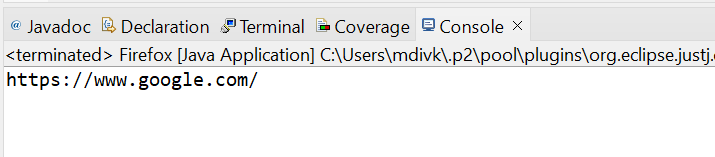 @ Javadoc Declaration Terminal Coverage Console
<terminated> Firefox [Java Application] C:\Users\mdivk\.p2\pool\plugins\org.eclipse.justj.
https://www.google.com/